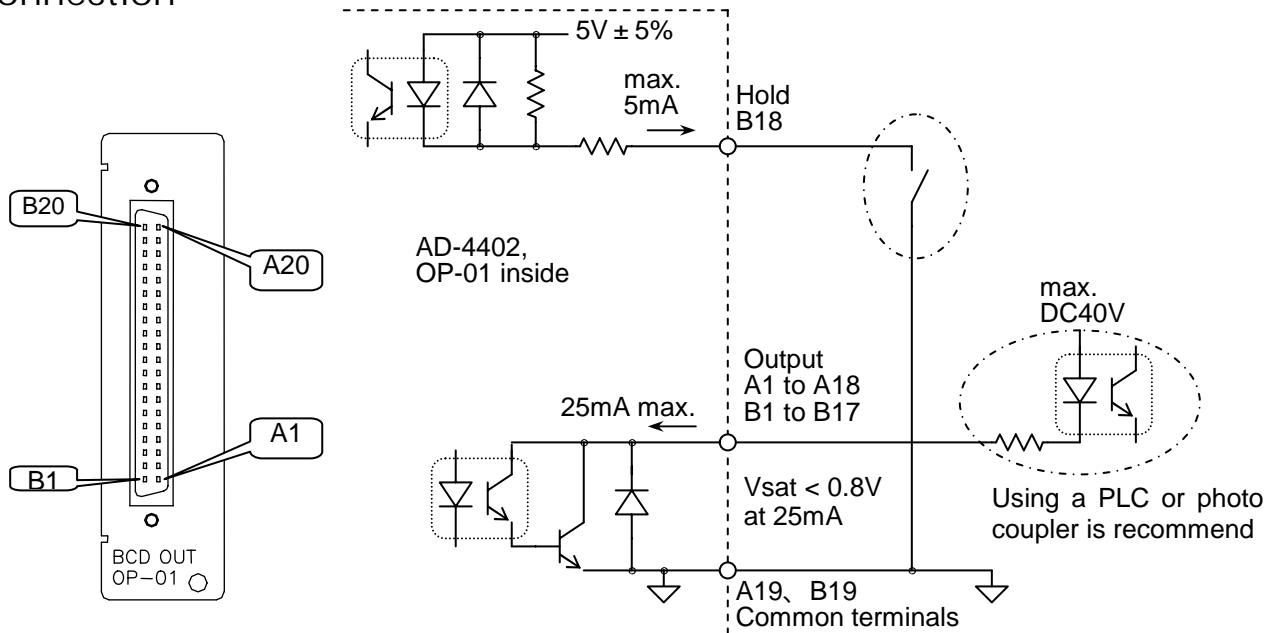 5V ± 5%
max.
5mA
Hold
B18
B20
A20
AD-4402,
OP-01 inside
max.
DC40V
Output
A1 to A18
B1 to B17
25mA max.
A1
B1
Vsat < 0.8V
at 25mA
Using a PLC or photo
coupler is recommend
BCD OUT
OP-01
A19、B19
Common terminals